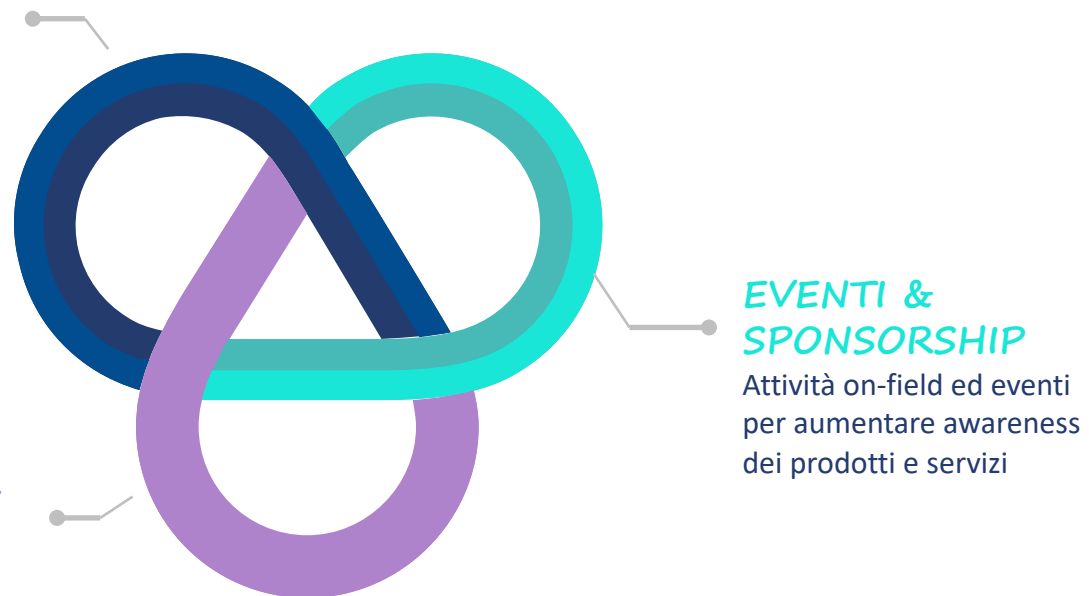 EVENTI &
SPONSORSHIP
Attività on-field ed eventi
per aumentare awareness
dei prodotti e servizi